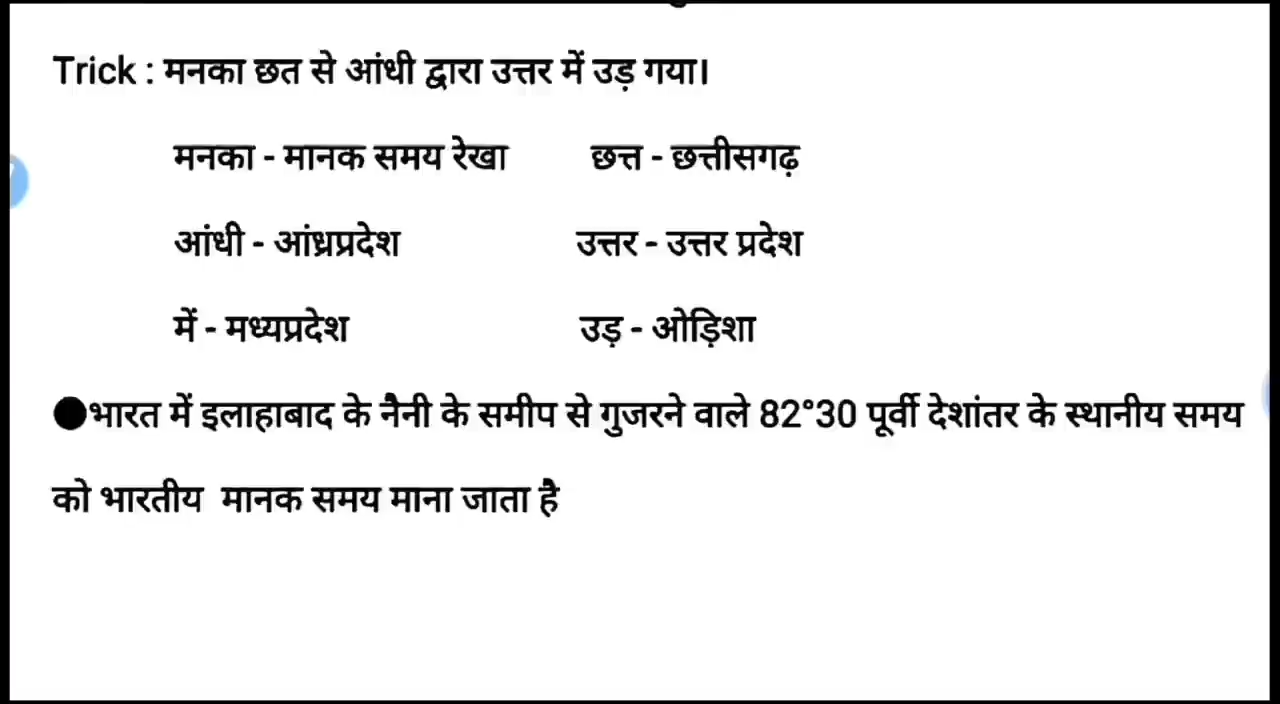 Trick : मनका छत से आंधी द्वारा उत्तर में उड़ गया।
मनका - मानक समय रेखा छत्त - छत्तीसगढ़
आंधी - आंध्रप्रदेश उत्तर - उत्तर प्रदेश
में - मध्यप्रदेश उड़ - ओड़िशा
●भारत में इलाहाबाद के नैनी के समीप से गुजरने वाले 82°30 पूर्वी देशांतर के स्थानीय समय
को भारतीय मानक समय माना जाता है